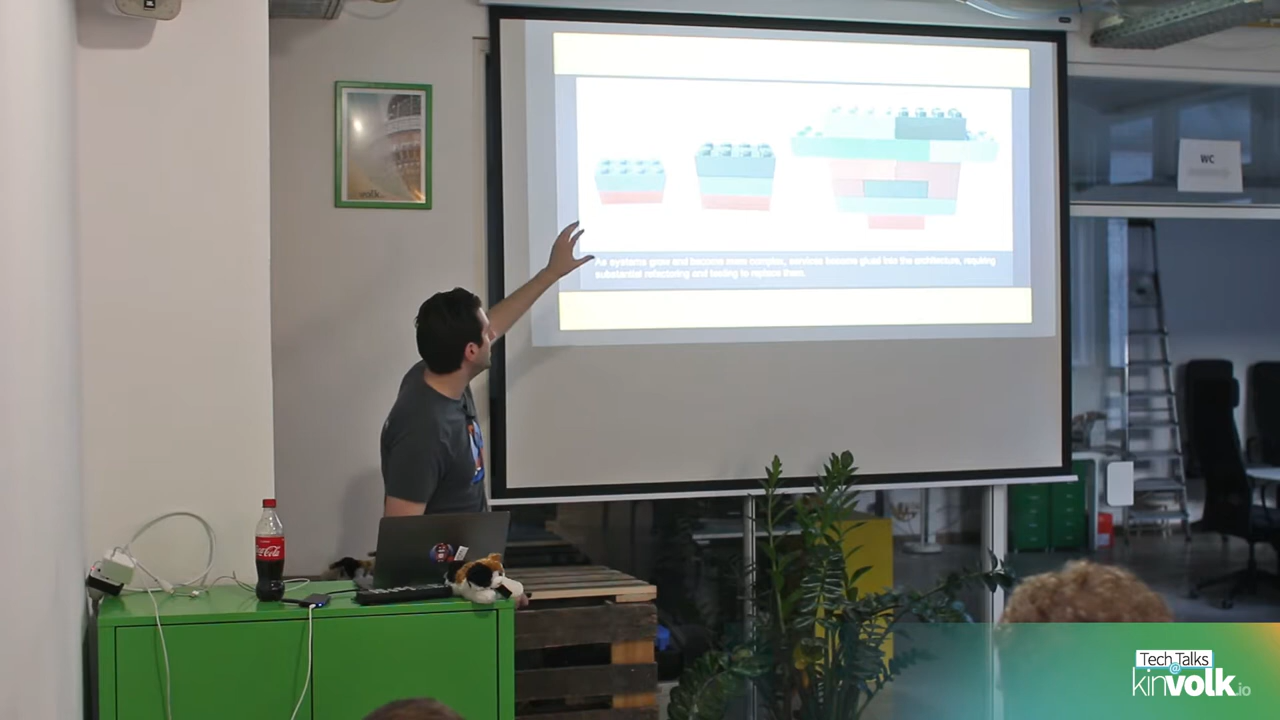 WC
As systems grow and become more complex, services become glued into the architecture, requiring
substantial refactoring and testing to replace them.
volk
Coca-Cola
Tech Talks
@
kinvolk.io